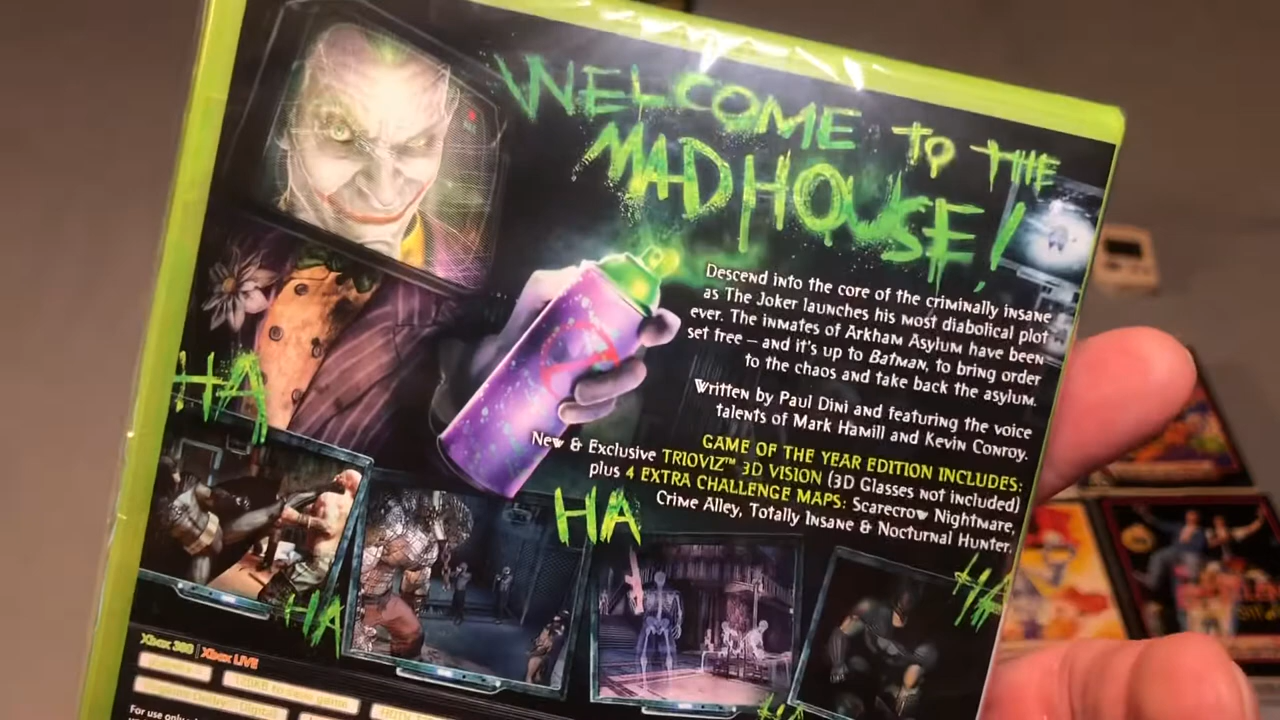 WELCOME TO THE
MADHOUSE!
Descend into the core of the criminally insane
as The Joker launches his most diabolical plot
ever. The inmates of Arkham Asylum have been
set free – and it's up to Batman, to bring order
to the chaos and take back the asylum.
Written by Paul Dini and featuring the voice
talents of Mark Hamill and Kevin Conroy.
GAME OF THE YEAR EDITION INCLUDES:
New & Exclusive TRIOVIZ™ 3D VISION (3D Glasses not included)
plus 4 EXTRA CHALLENGE MAPS: Scarecrow Nightmare,
Crime Alley, Totally Insane & Nocturnal Hunter.
HA
HA
HA
HA
HA
Xbox 360 | Xbox LIVE
For use only